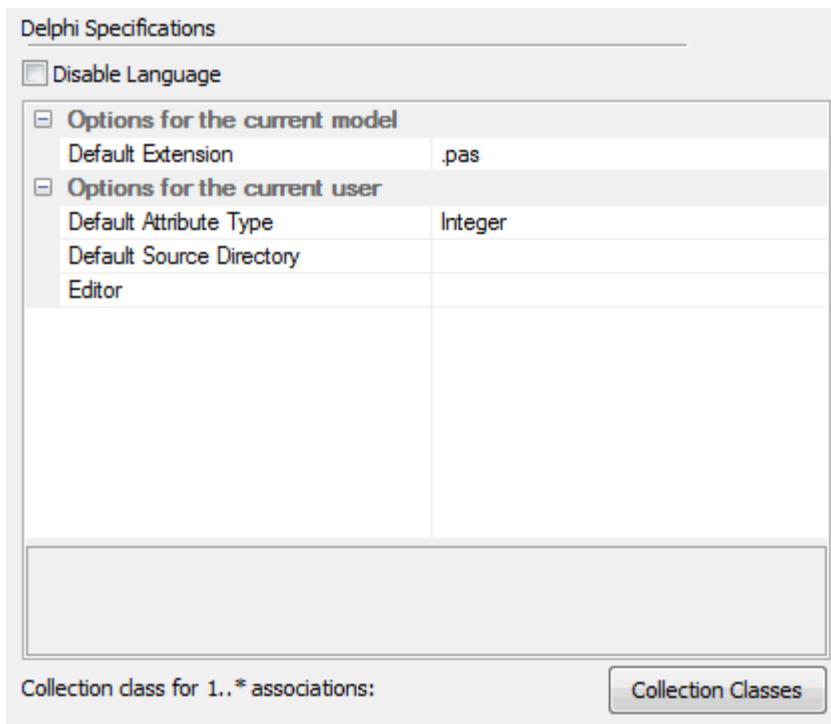 Delphi Specifications
Disable Language
Options for the current model
Default Extension .pas
Options for the current user
Default Attribute Type Integer
Default Source Directory
Editor
Collection class for 1..* associations: Collection Classes